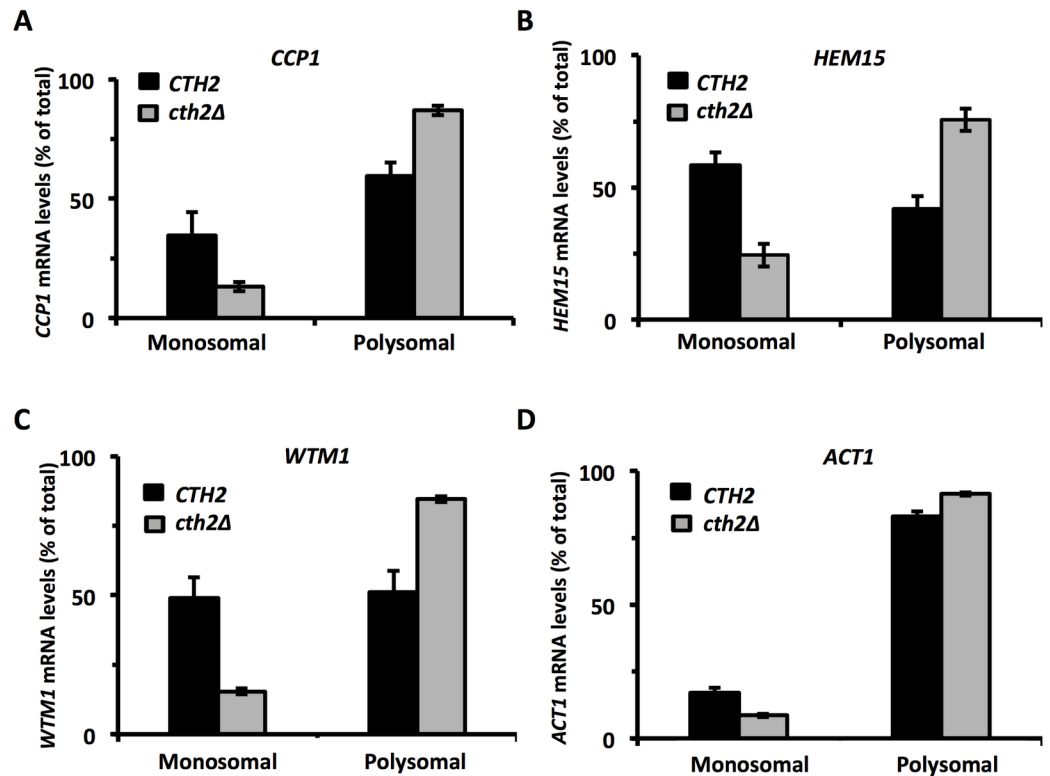 A
CCP1
CTH2
cth2Δ
CCP1 mRNA levels (% of total)
100
50
0
Monosomal
Polysomal
B
HEM15
CTH2
cth2Δ
HEM15 mRNA levels (% of total)
100
50
0
Monosomal
Polysomal
C
WTM1
CTH2
cth2Δ
WTM1 mRNA levels (% of total)
100
50
0
Monosomal
Polysomal
D
ACT1
CTH2
cth2Δ
ACT1 mRNA levels (% of total)
100
50
0
Monosomal
Polysomal